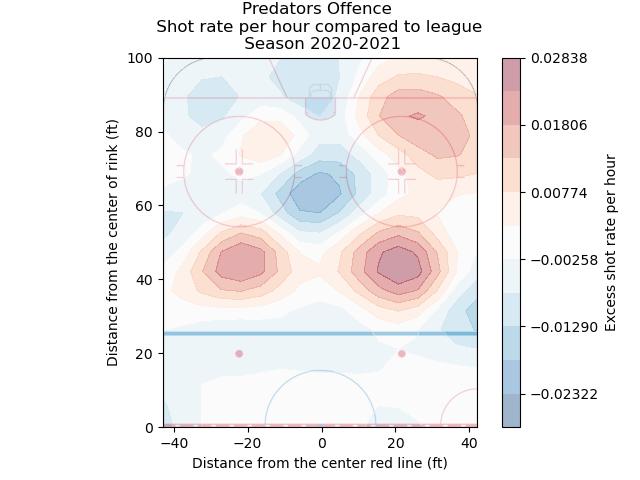 Predators Offence
Shot rate per hour compared to league
Season 2020-2021
100
80
60
40
20
0
−40
−20
0
20
40
Distance from the center of rink (ft)
Distance from the center red line (ft)
0.02838
0.01806
0.00774
−0.00258
−0.01290
−0.02322
Excess shot rate per hour